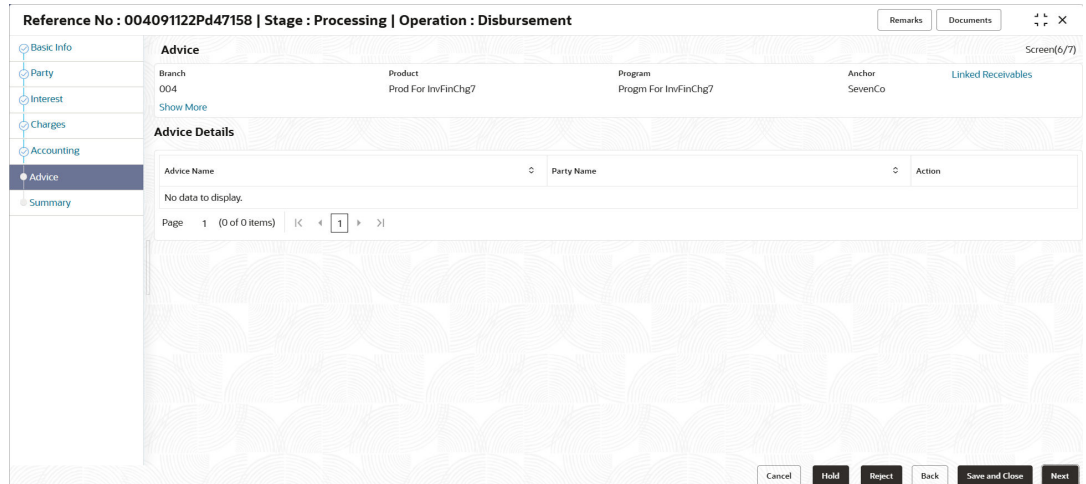 Reference No : 004091122Pd47158 | Stage : Processing | Operation : Disbursement
Remarks Documents
Basic Info
Party
Interest
Charges
Accounting
Advice
Summary
Advice Screen(6/7)
Branch Product Program Anchor Linked Receivables
004 Prod For InvFinChg7 Progm For InvFinChg7 SevenCo
Show More
Advice Details
Advice Name Party Name Action
No data to display.
Page 1 (0 of 0 items) 1
Cancel Hold Reject Back Save and Close Next